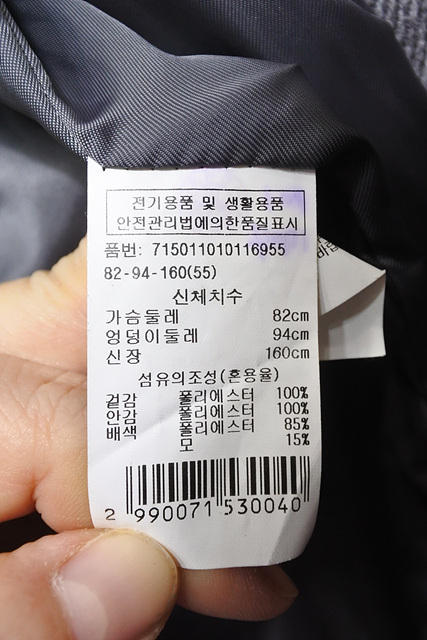 전기용품 및 생활용품
안전관리법에의한품질표시
품번: 715011010116955
82-94-160(55)
신체치수
가슴둘레 82cm
엉덩이둘레 94cm
신장 160cm
섬유의조성(혼용율)
겉감 폴리에스터 100%
안감 폴리에스터 100%
배색 폴리에스터 85%
모 15%
2 990071 530040